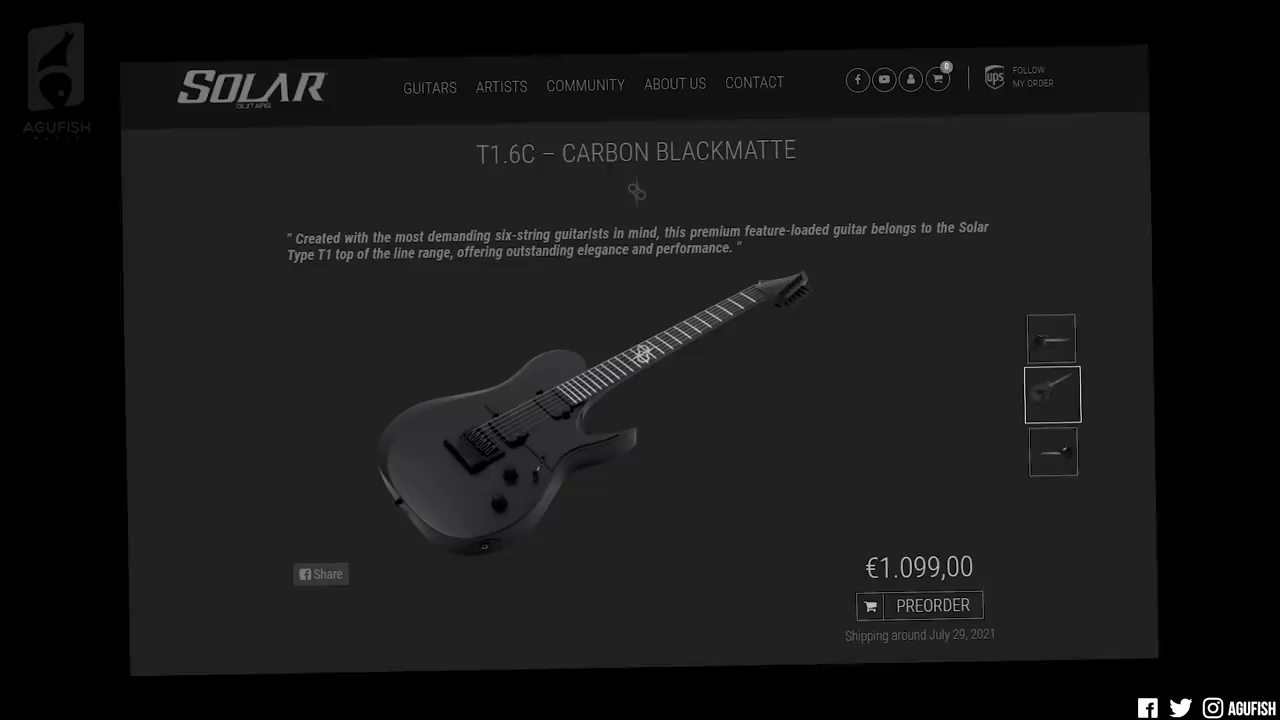 AGUFISH
MUSIC
SOLAR
GUITARS
GUITARS ARTISTS COMMUNITY ABOUT US CONTACT
0
ups
FOLLOW
MY ORDER
T1.6C – CARBON BLACKMATTE
" Created with the most demanding six-string guitarists in mind, this premium feature-loaded guitar belongs to the Solar
Type T1 top of the line range, offering outstanding elegance and performance. "
Share
€1.099,00
PREORDER
Shipping around July 29, 2021
AGUFISH